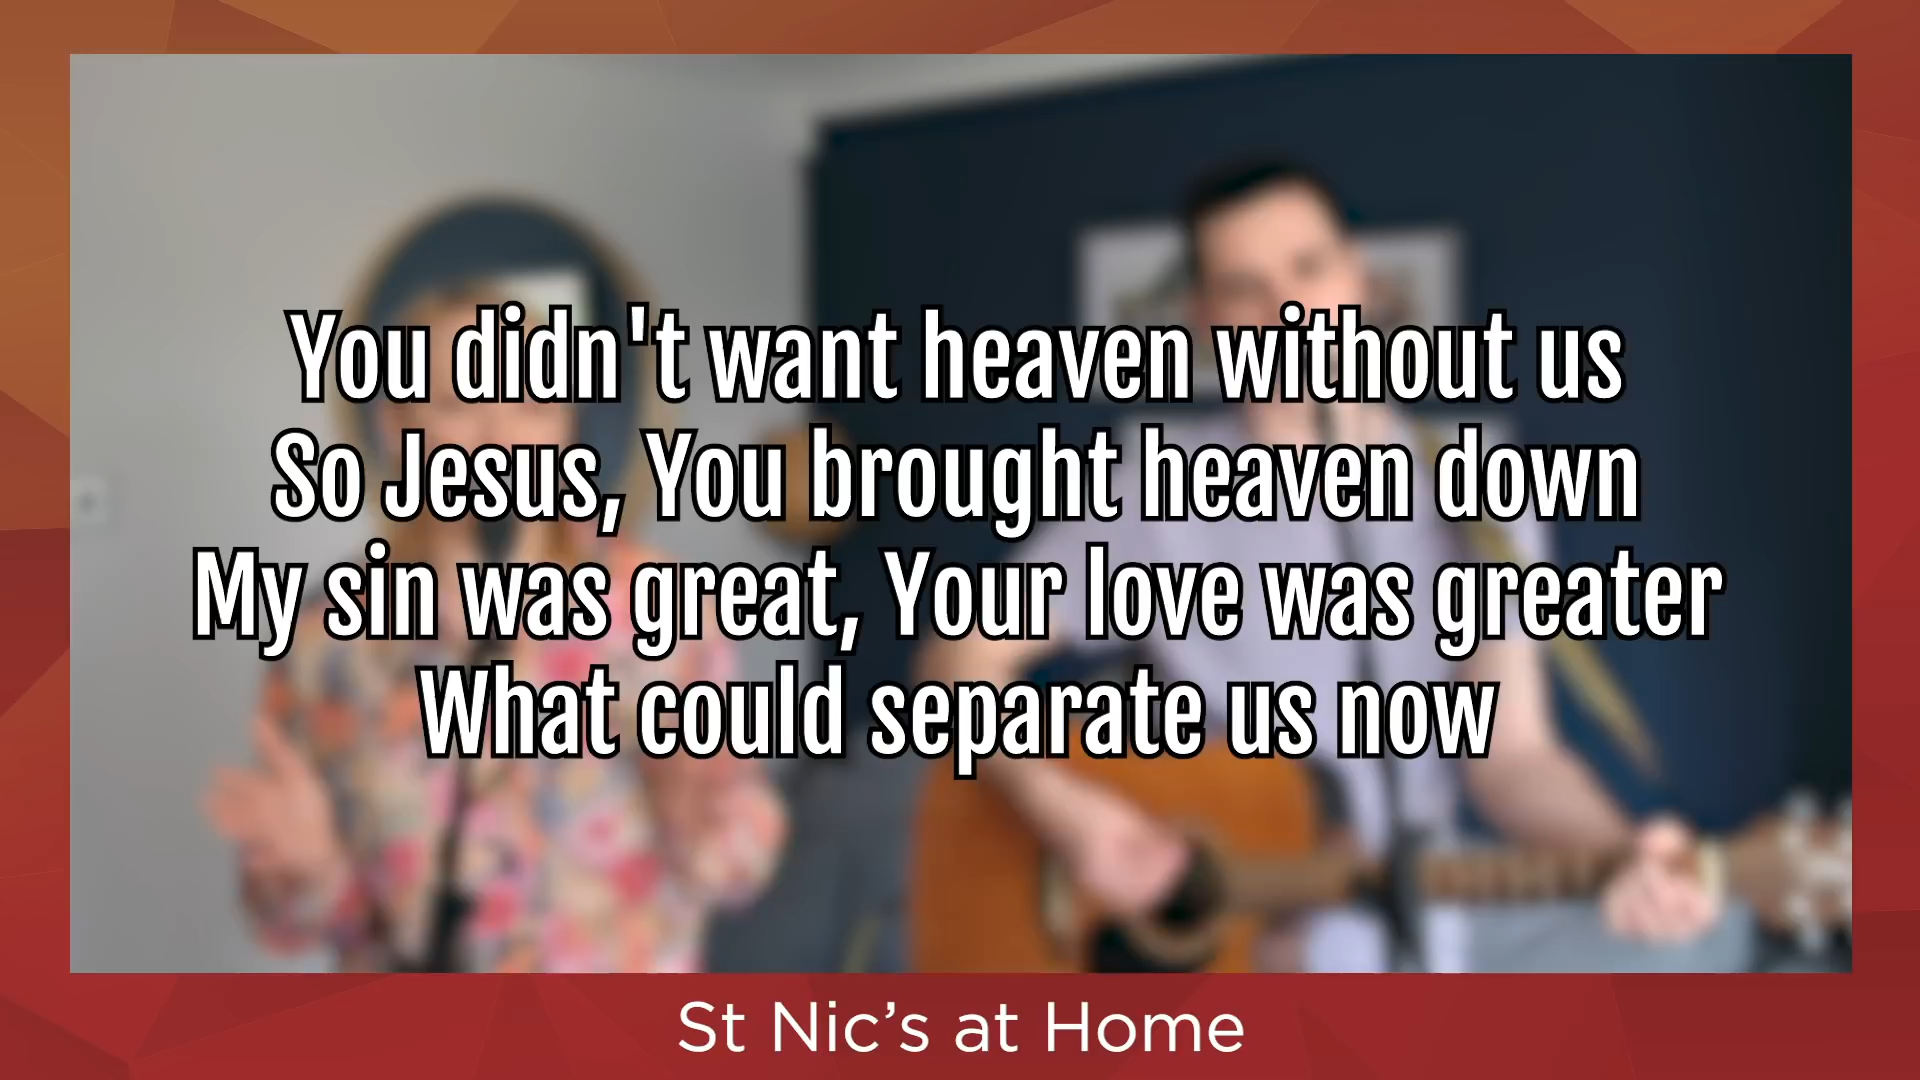 You didn't want heaven without us
So Jesus, You brought heaven down
My sin was great, Your love was greater
What could separate us now
St Nic’s at Home